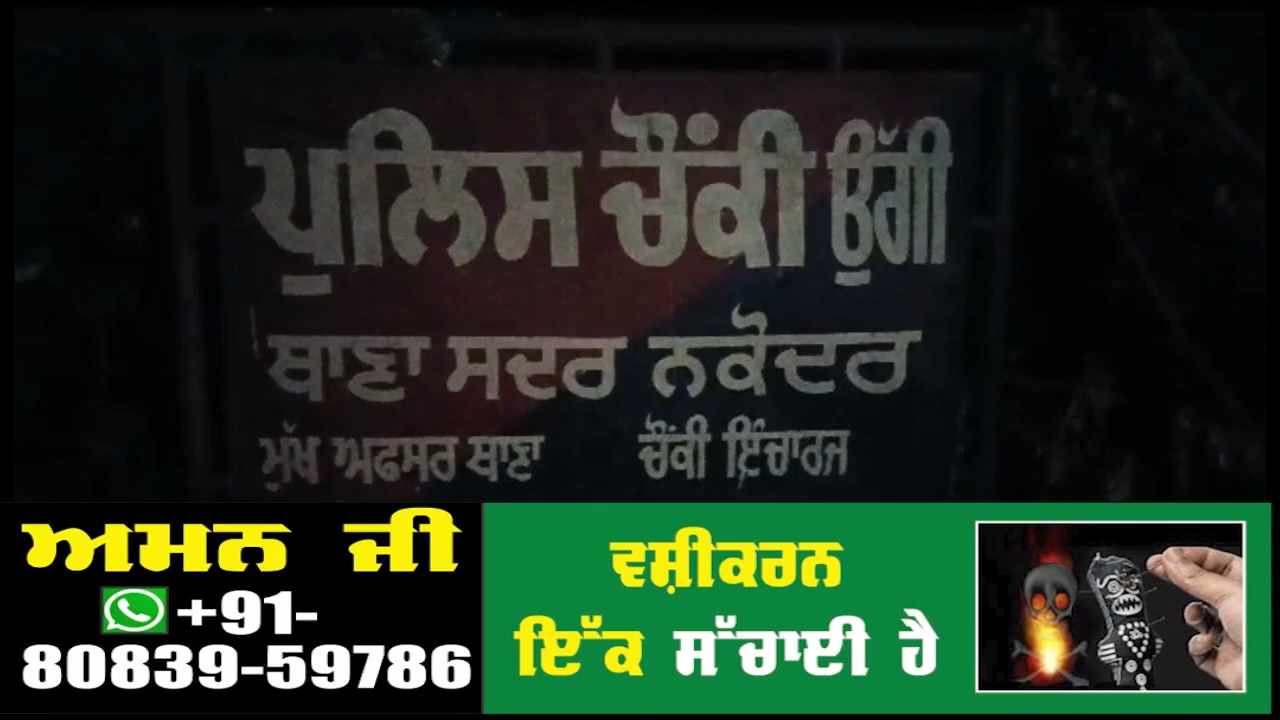 ਪੁਲਿਸ ਚੌਂਕੀ ਉੱਗੀ
ਥਾਣਾ ਸਦਰ ਨਕੋਦਰ
ਮੁੱਖ ਅਫਸਰ ਥਾਣਾ ਚੌਂਕੀ ਇੰਚਾਰਜ
ਅਮਨ ਜੀ
+91-
80839-59786
ਵਸ਼ੀਕਰਨ
ਇੱਕ ਸੱਚਾਈ ਹੈ